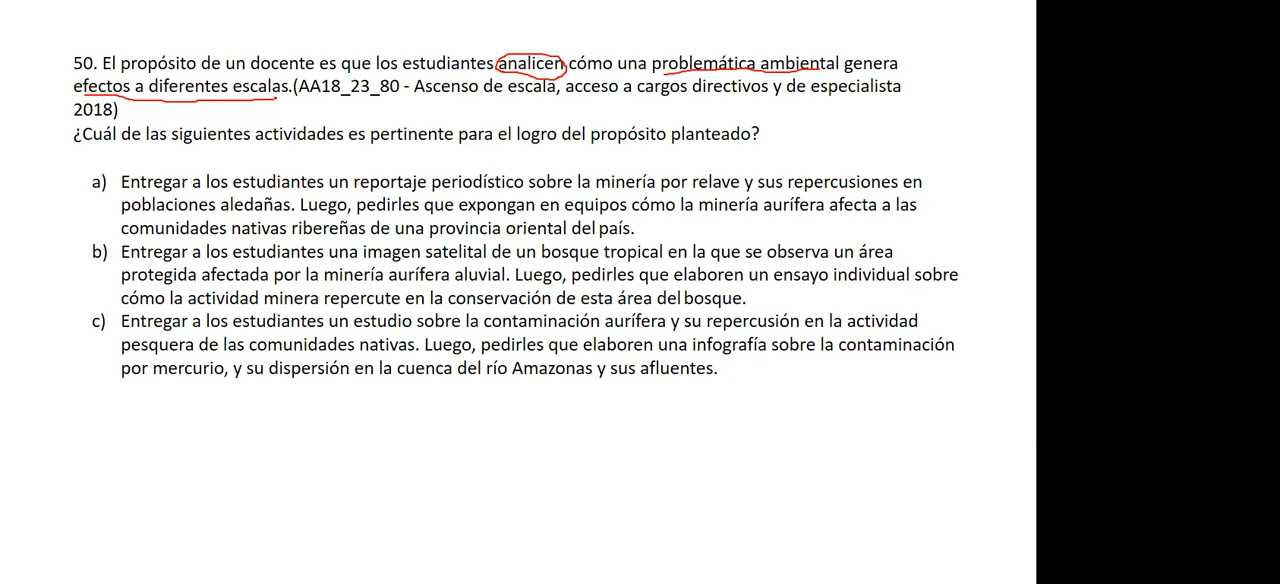 50. El propósito de un docente es que los estudiantes analicen cómo una problemática ambiental genera
efectos a diferentes escalas.(AA18_23_80 - Ascenso de escala, acceso a cargos directivos y de especialista
2018)
¿Cuál de las siguientes actividades es pertinente para el logro del propósito planteado?
a) Entregar a los estudiantes un reportaje periodístico sobre la minería por relave y sus repercusiones en
poblaciones aledañas. Luego, pedirles que expongan en equipos cómo la minería aurífera afecta a las
comunidades nativas ribereñas de una provincia oriental del país.
b) Entregar a los estudiantes una imagen satelital de un bosque tropical en la que se observa un área
protegida afectada por la minería aurífera aluvial. Luego, pedirles que elaboren un ensayo individual sobre
cómo la actividad minera repercute en la conservación de esta área del bosque.
c) Entregar a los estudiantes un estudio sobre la contaminación aurífera y su repercusión en la actividad
pesquera de las comunidades nativas. Luego, pedirles que elaboren una infografía sobre la contaminación
por mercurio, y su dispersión en la cuenca del río Amazonas y sus afluentes.